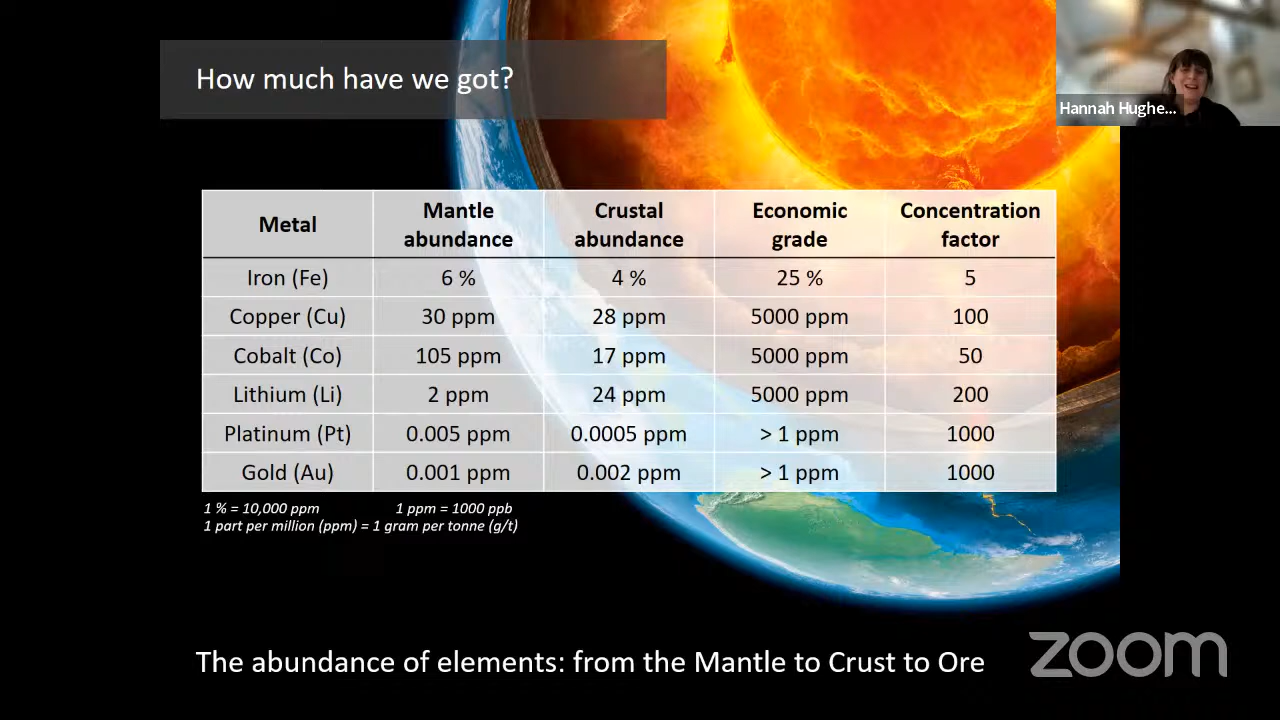 How much have we got?
Hannah Hughe...
Metal Mantle abundance Crustal abundance Economic grade Concentration factor
Iron (Fe) 6 % 4 % 25 % 5
Copper (Cu) 30 ppm 28 ppm 5000 ppm 100
Cobalt (Co) 105 ppm 17 ppm 5000 ppm 50
Lithium (Li) 2 ppm 24 ppm 5000 ppm 200
Platinum (Pt) 0.005 ppm 0.0005 ppm > 1 ppm 1000
Gold (Au) 0.001 ppm 0.002 ppm > 1 ppm 1000
1 % = 10,000 ppm 1 ppm = 1000 ppb
1 part per million (ppm) = 1 gram per tonne (g/t)
The abundance of elements: from the Mantle to Crust to Ore
zoom